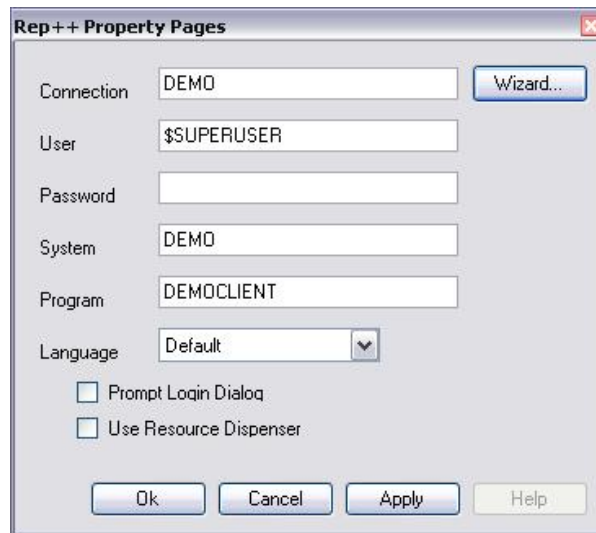 Rep++ Property Pages
Connection DEMO Wizard...
User $SUPERUSER
Password
System DEMO
Program DEMOCLIENT
Language Default
Prompt Login Dialog
Use Resource Dispenser
Ok Cancel Apply Help